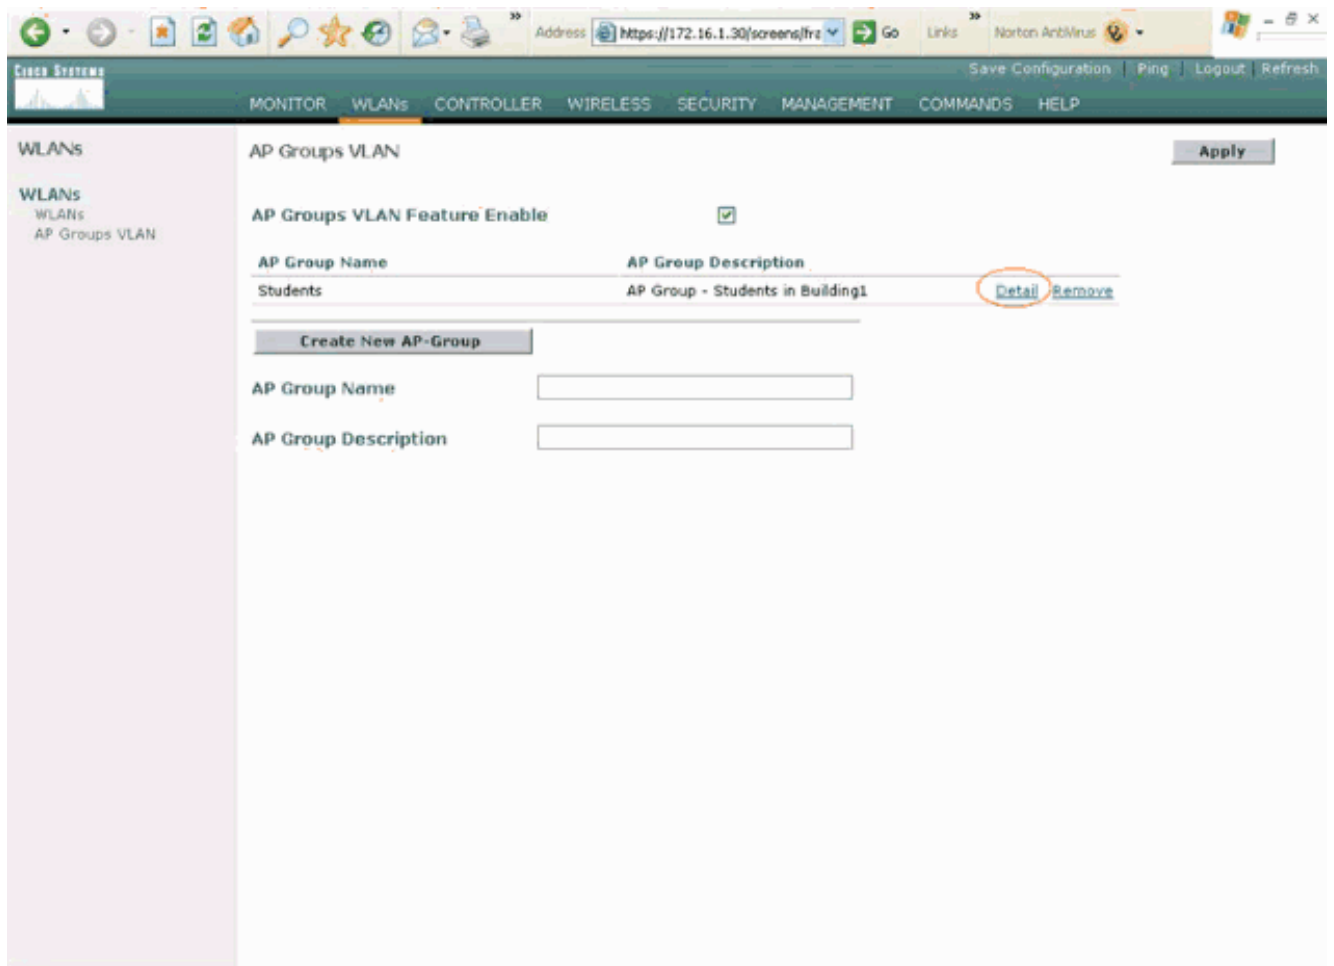 » Address https://172.16.1.30/screens/fra Go Links » Norton AntiVirus
CISCO SYSTEMS
Save Configuration | Ping | Logout | Refresh
MONITOR WLANs CONTROLLER WIRELESS SECURITY MANAGEMENT COMMANDS HELP
WLANs
WLANs
WLANs
AP Groups VLAN
AP Groups VLAN
Apply
AP Groups VLAN Feature Enable
AP Group Name AP Group Description
Students AP Group - Students in Building1 Detail Remove
Create New AP-Group
AP Group Name
AP Group Description